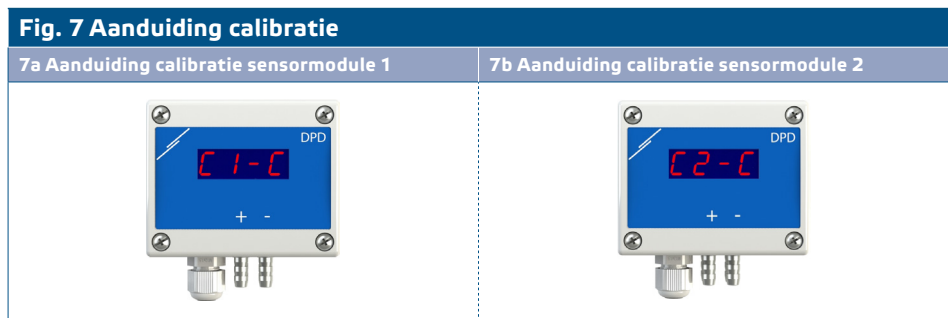 Fig. 7 Aanduiding calibratie
7a Aanduiding calibratie sensormodule 1
7b Aanduiding calibratie sensormodule 2
DPD
C1-C
+ -
DPD
C2-C
+ -